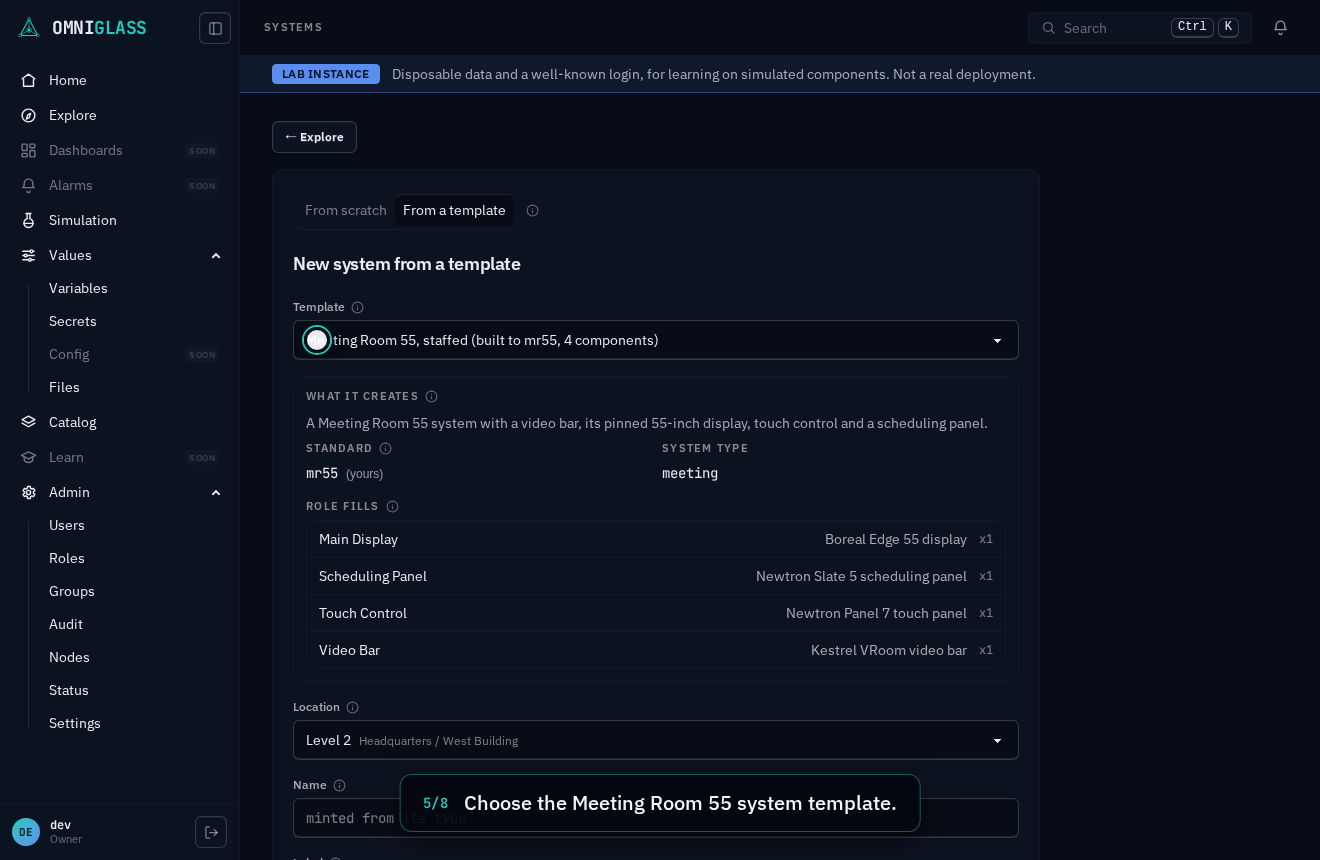 OMNIGLASS
SYSTEMS
Search
Ctrl K
LAB INSTANCE Disposable data and a well-known login, for learning on simulated components. Not a real deployment.
Home
Explore
Dashboards SOON
Alarms SOON
Simulation
Values
Variables
Secrets
Config SOON
Files
Catalog
Learn SOON
Admin
Users
Roles
Groups
Audit
Nodes
Status
Settings
DE
dev
Owner
← Explore
From scratch From a template
New system from a template
Template
Meeting Room 55, staffed (built to mr55, 4 components)
WHAT IT CREATES
A Meeting Room 55 system with a video bar, its pinned 55-inch display, touch control and a scheduling panel.
STANDARD SYSTEM TYPE
mr55 (yours) meeting
ROLE FILLS
Main Display Boreal Edge 55 display x1
Scheduling Panel Newtron Slate 5 scheduling panel x1
Touch Control Newtron Panel 7 touch panel x1
Video Bar Kestrel VRoom video bar x1
Location
Level 2 Headquarters / West Building
Name
minted from its type
5/8 Choose the Meeting Room 55 system template.